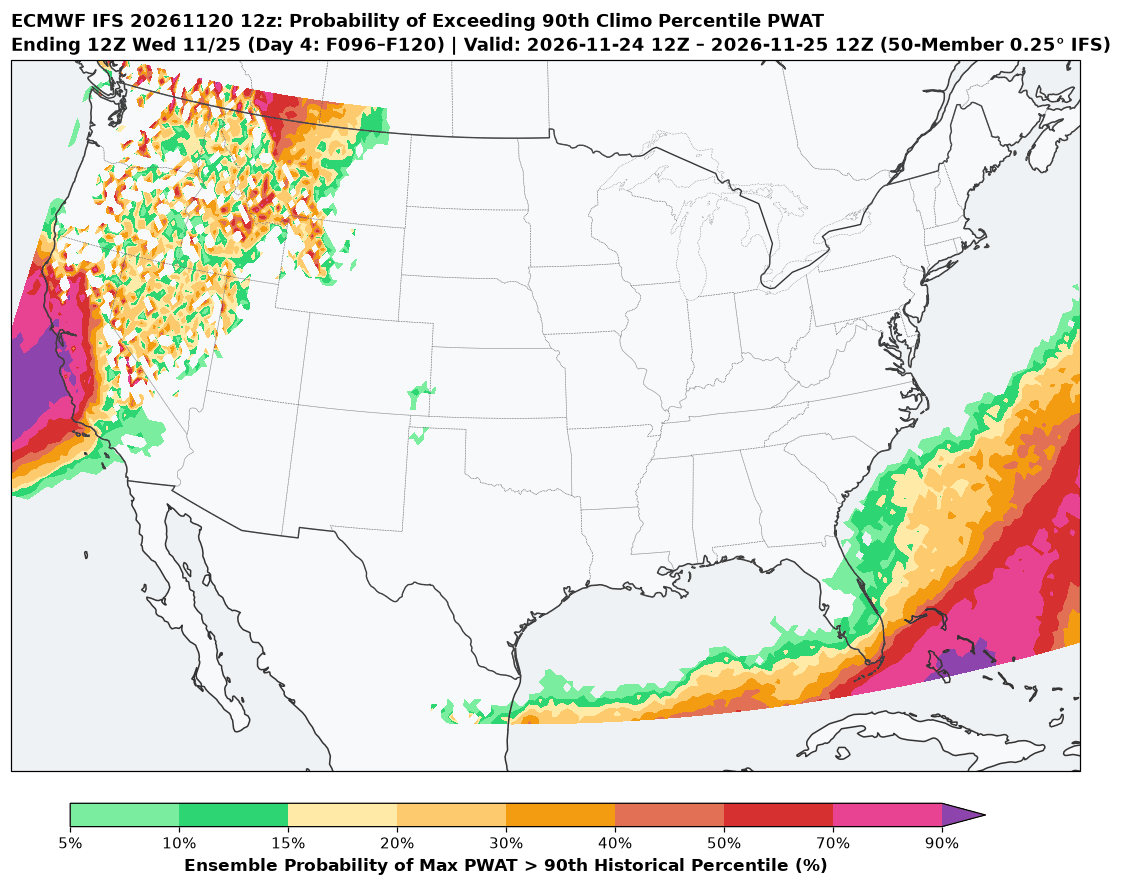 ECMWF IFS 20261120 12z: Probability of Exceeding 90th Climo Percentile PWAT
Ending 12Z Wed 11/25 (Day 4: F096–F120) | Valid: 2026-11-24 12Z – 2026-11-25 12Z (50-Member 0.25° IFS)
5% 10% 15% 20% 30% 40% 50% 70% 90%
Ensemble Probability of Max PWAT > 90th Historical Percentile (%)